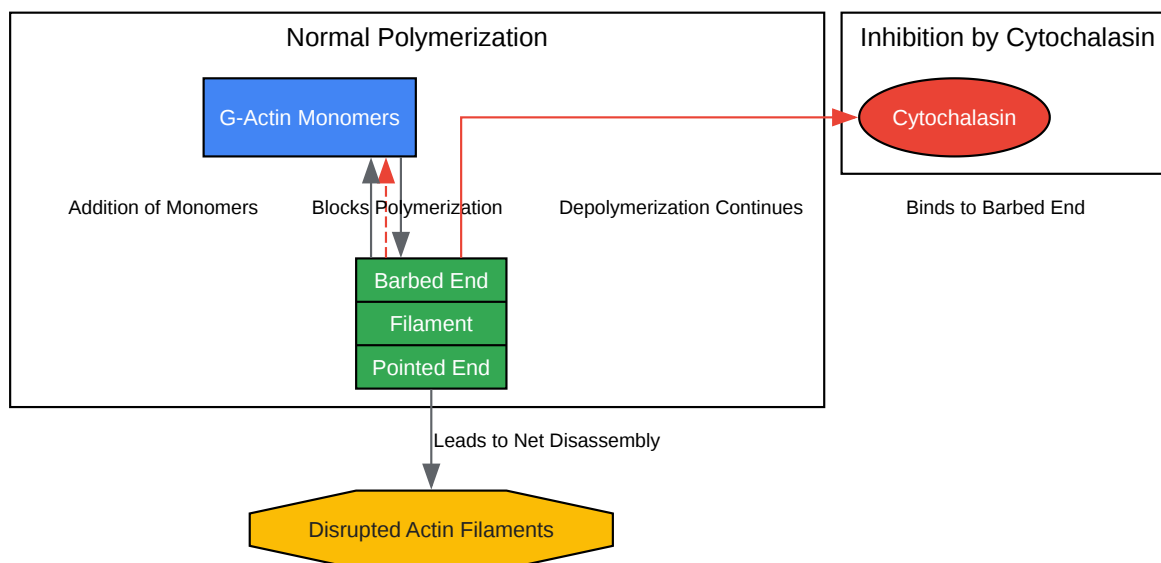 Normal Polymerization
Inhibition by Cytochalasin
G-Actin Monomers
Cytochalasin
Addition of Monomers
Blocks Polymerization
Depolymerization Continues
Binds to Barbed End
Barbed End
Filament
Pointed End
Leads to Net Disassembly
Disrupted Actin Filaments